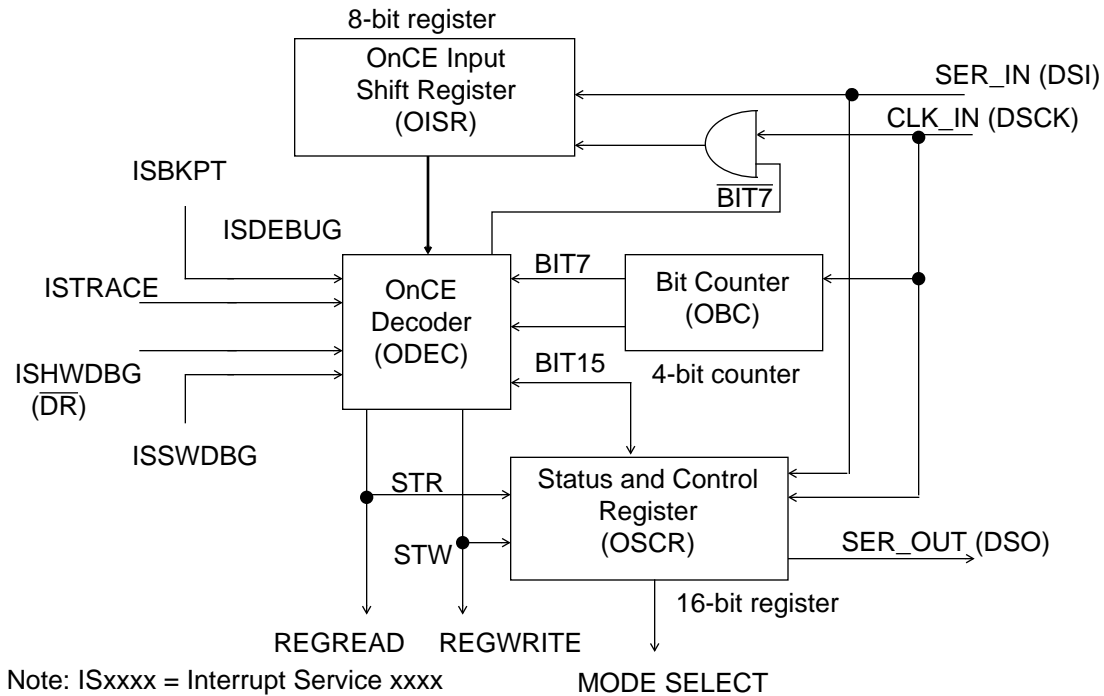 8-bit register
OnCE Input
Shift Register
(OISR)
SER_IN (DSI)
CLK_IN (DSCK)
BIT7
ISBKPT
ISDEBUG
ISTRACE
ISHWDBG
(DR)
ISSWDBG
OnCE
Decoder
(ODEC)
BIT7
BIT15
Bit Counter
(OBC)
4-bit counter
STR
STW
Status and Control
Register
(OSCR)
SER_OUT (DSO)
16-bit register
REGREAD
REGWRITE
MODE SELECT
Note: ISxxxx = Interrupt Service xxxx